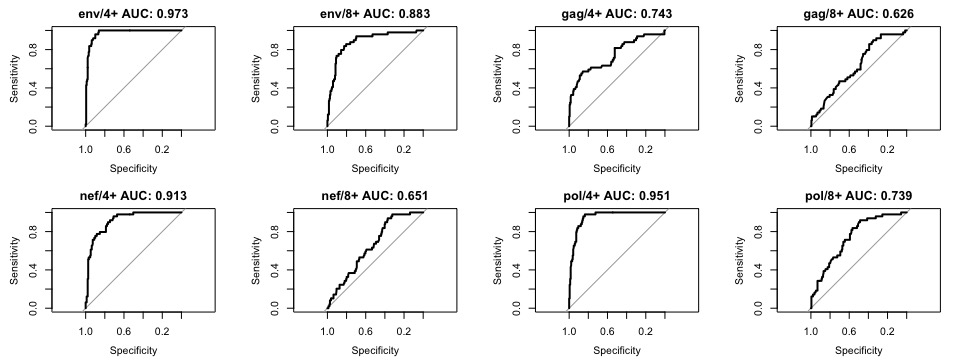 env/4+ AUC: 0.973
Sensitivity
0.0 0.4 0.8
1.0 0.6 0.2
Specificity
env/8+ AUC: 0.883
Sensitivity
0.0 0.4 0.8
1.0 0.6 0.2
Specificity
gag/4+ AUC: 0.743
Sensitivity
0.0 0.4 0.8
1.0 0.6 0.2
Specificity
gag/8+ AUC: 0.626
Sensitivity
0.0 0.4 0.8
1.0 0.6 0.2
Specificity
nef/4+ AUC: 0.913
Sensitivity
0.0 0.4 0.8
1.0 0.6 0.2
Specificity
nef/8+ AUC: 0.651
Sensitivity
0.0 0.4 0.8
1.0 0.6 0.2
Specificity
pol/4+ AUC: 0.951
Sensitivity
0.0 0.4 0.8
1.0 0.6 0.2
Specificity
pol/8+ AUC: 0.739
Sensitivity
0.0 0.4 0.8
1.0 0.6 0.2
Specificity